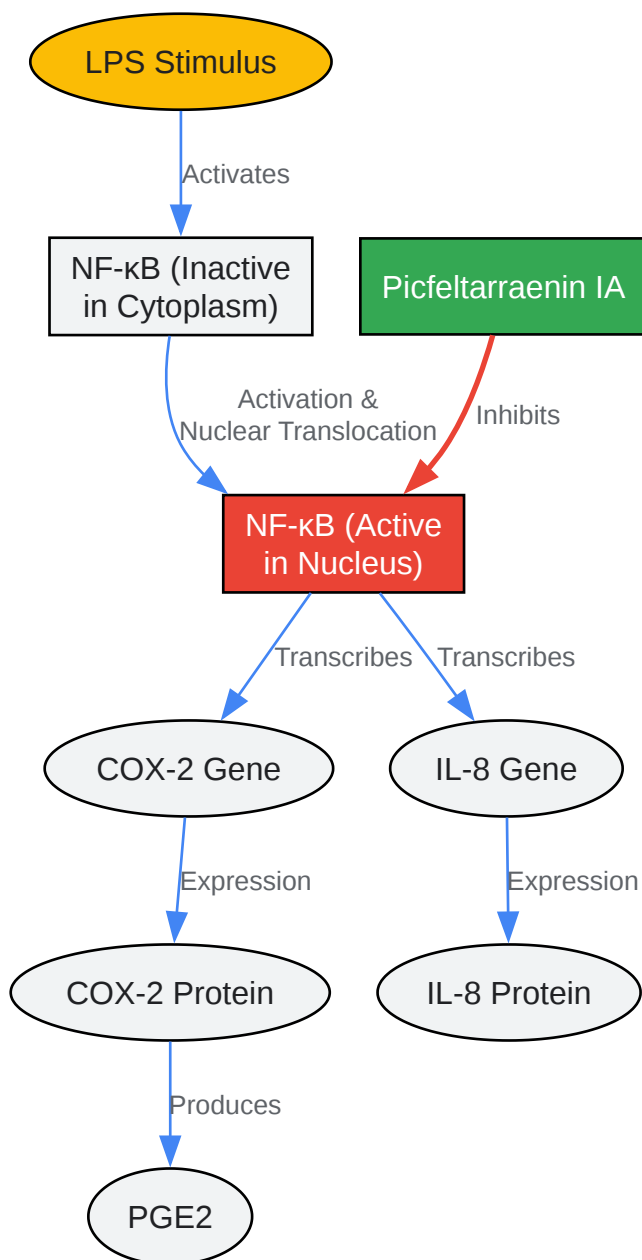 LPS Stimulus
Activates
NF-κB (Inactive
in Cytoplasm)
Picfeltarraenin IA
Activation &
Nuclear Translocation
Inhibits
NF-κB (Active
in Nucleus)
Transcribes
Transcribes
COX-2 Gene
IL-8 Gene
Expression
Expression
COX-2 Protein
IL-8 Protein
Produces
PGE2